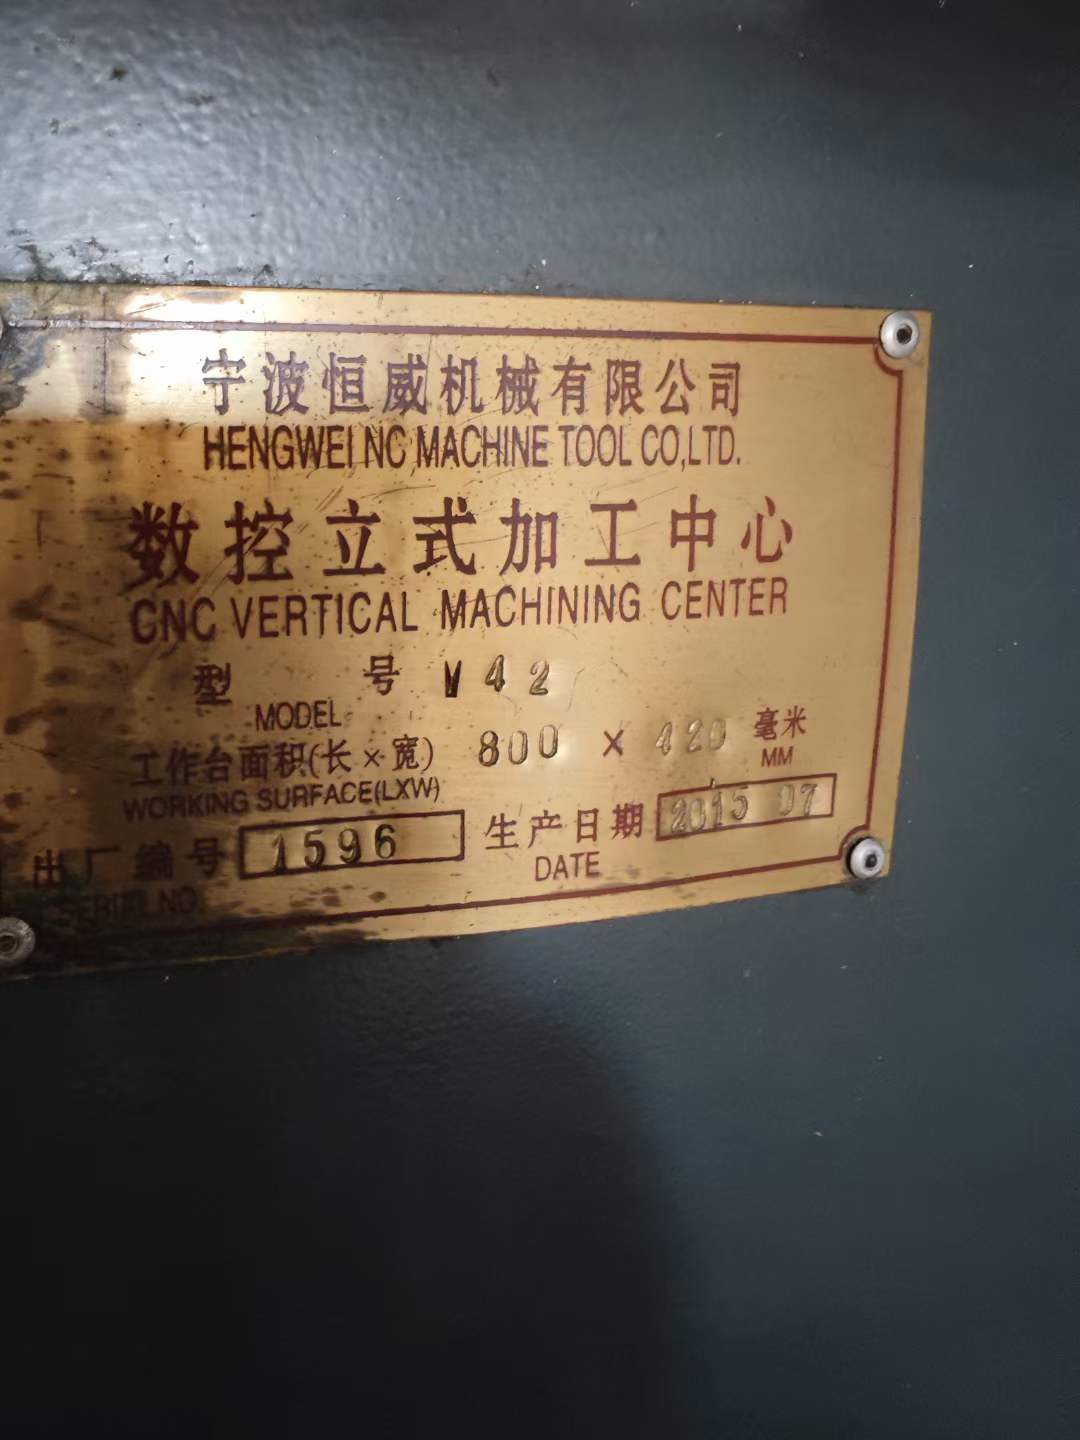 宁波恒威机械有限公司
HENGWEI NC MACHINE TOOL CO,LTD.
数控立式加工中心
CNC VERTICAL MACHINING CENTER
型 号 V42
MODEL
工作台面积(长×宽) 800 × 420 毫米
WORKING SURFACE(LXW) MM
出厂编号 1596 生产日期 2015 07
SERIAL NO. DATE